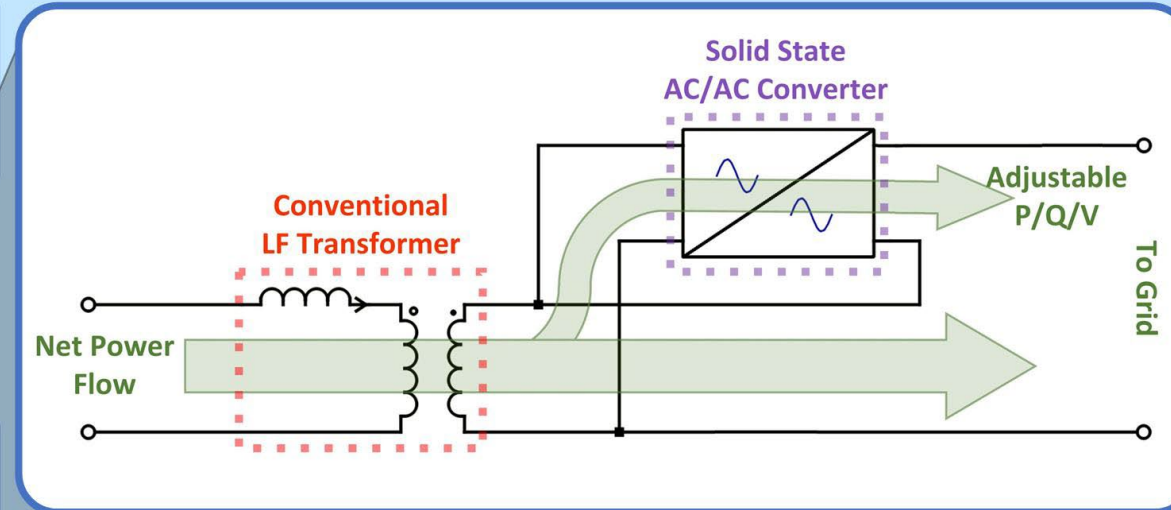 Solid State
AC/AC Converter
Conventional
LF Transformer
Adjustable
P/Q/V
Net Power
Flow
To Grid